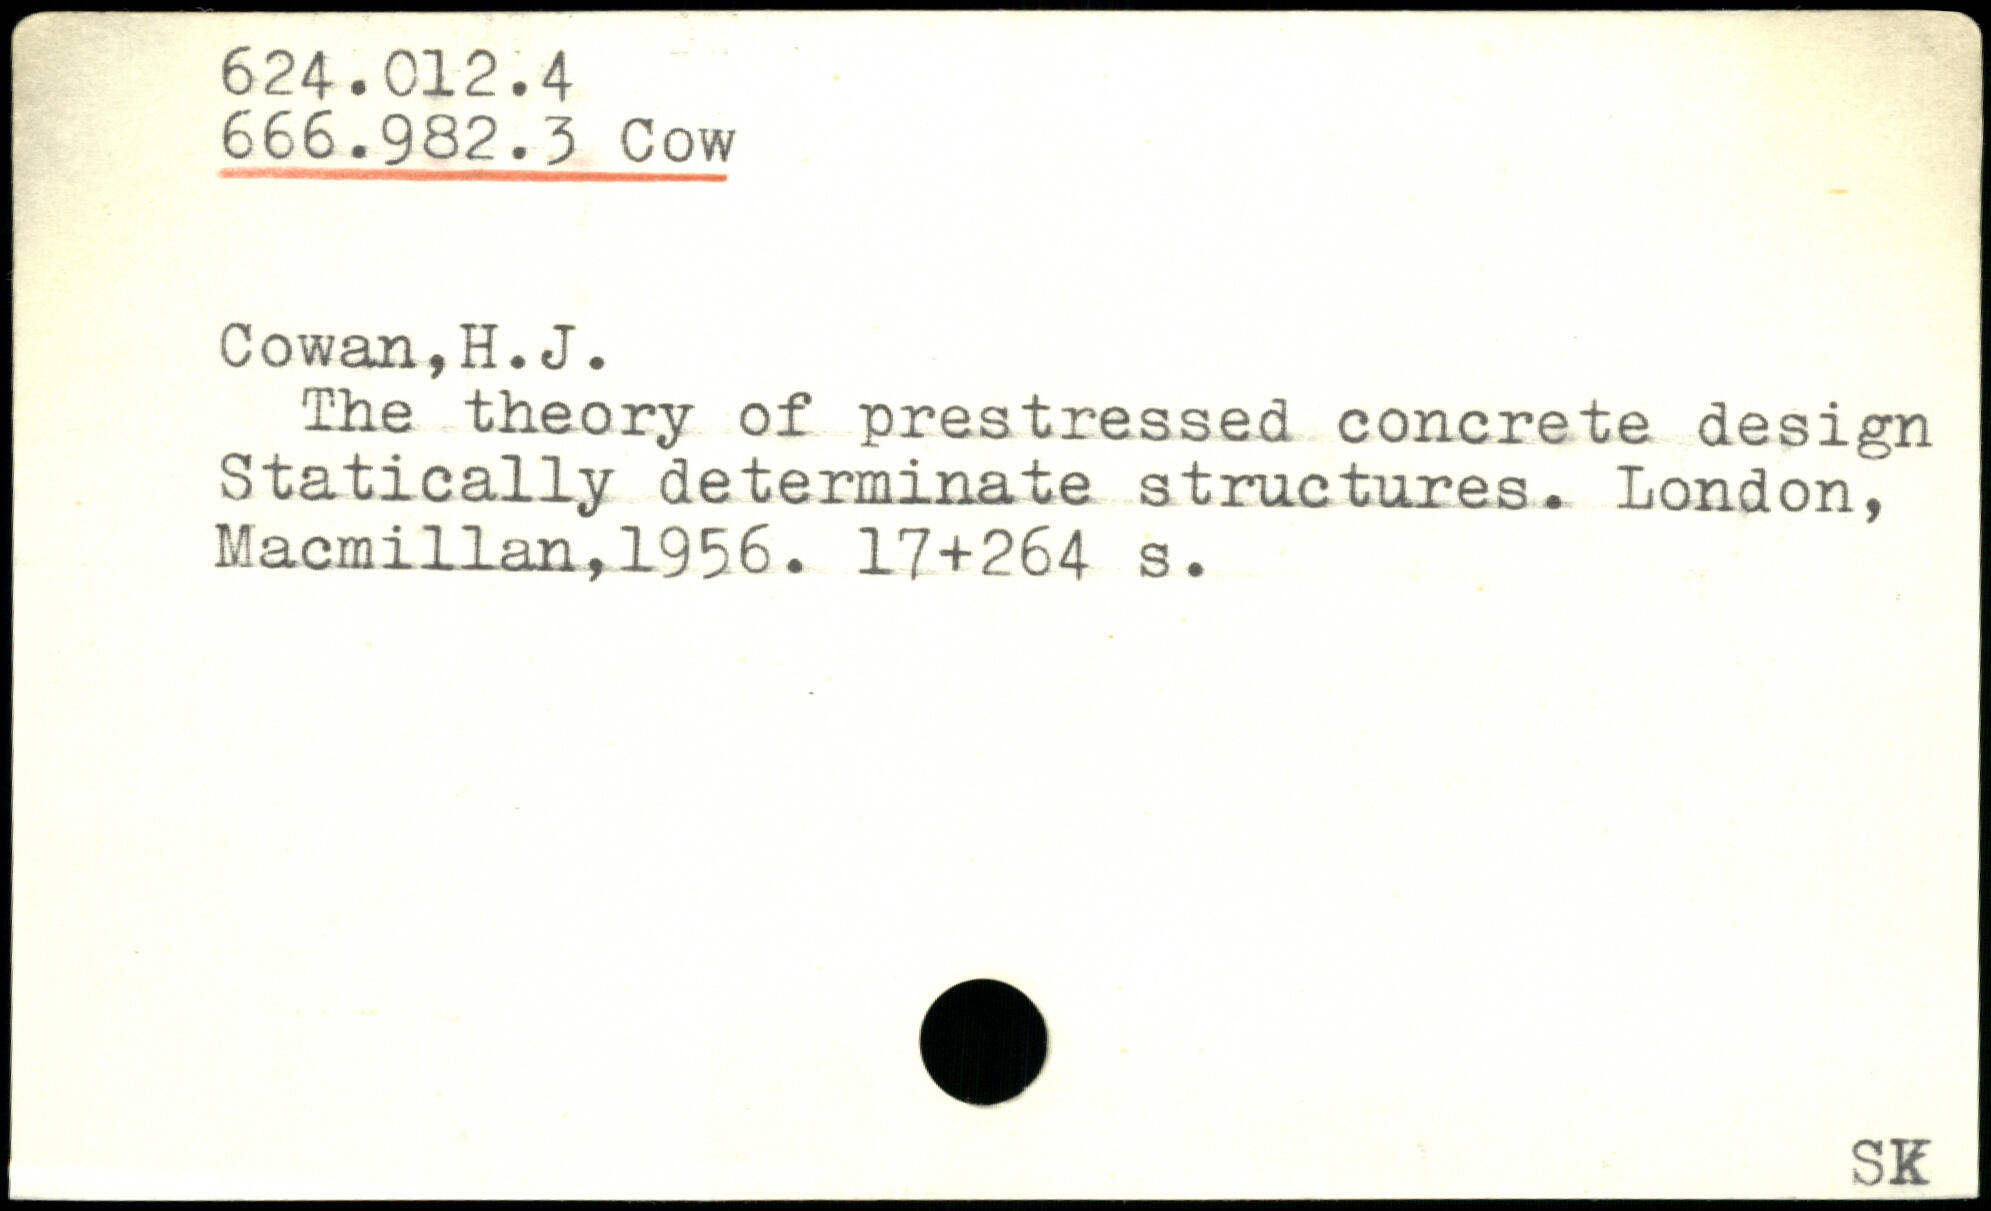 624.012.4
666.982.3 Cow
Cowan,H.J.
The theory of prestressed concrete design
Statically determinate structures. London,
Macmillan,1956. 17+264 s.
SK